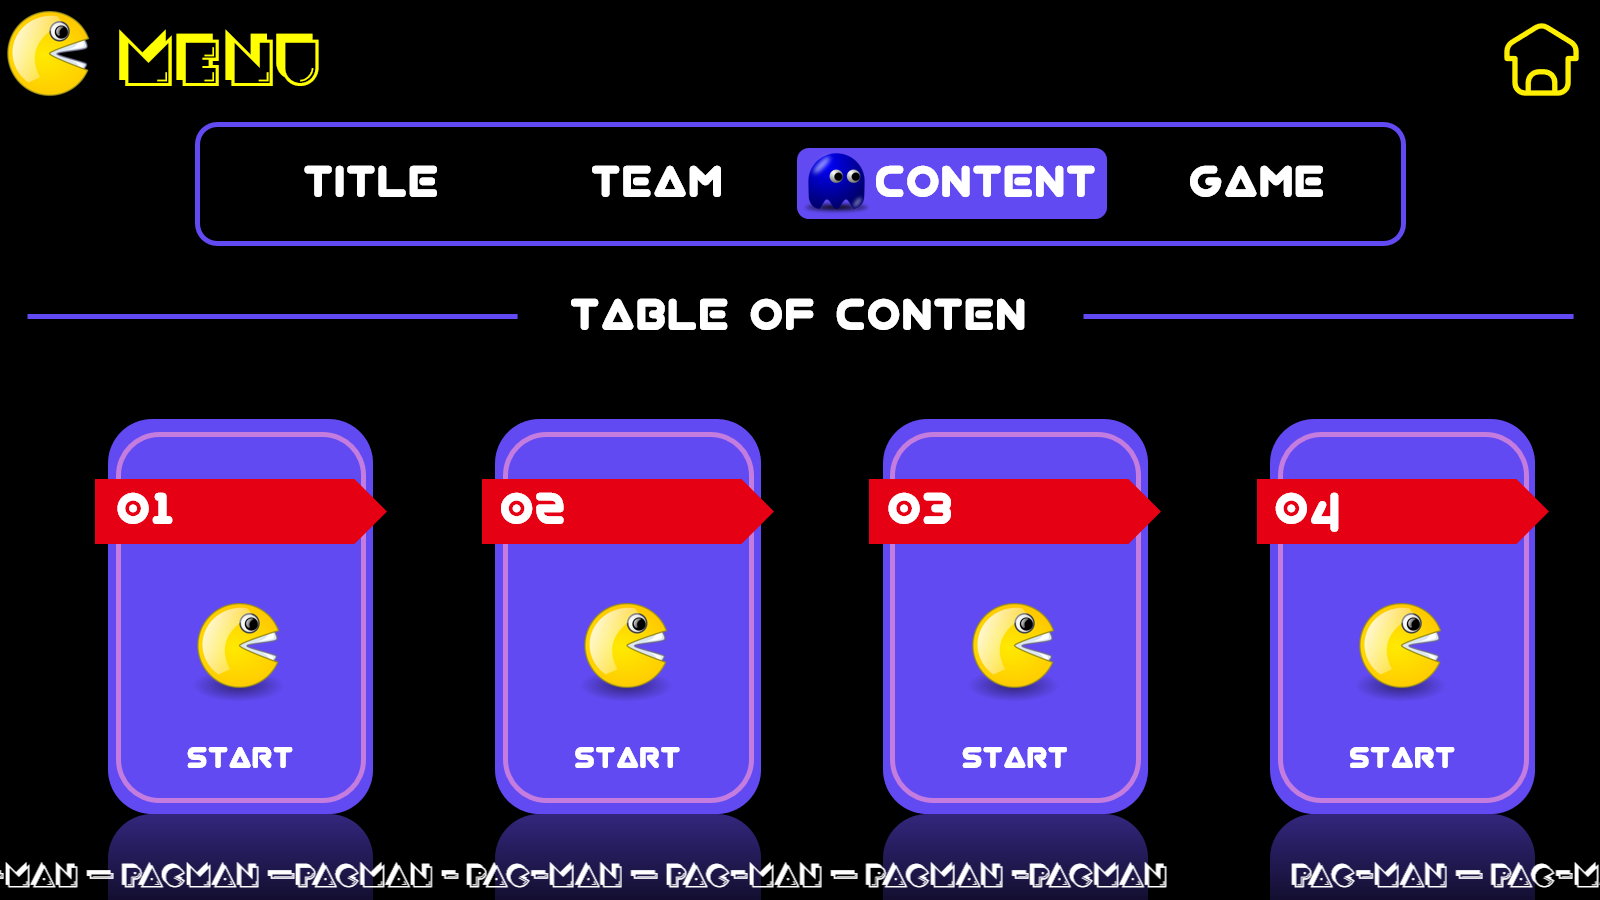 MENU
TITLE TEAM CONTENT GAME
TABLE OF CONTEN
01 02 03 04
START START START START
-MAN — PACMAN —PACMAN - PAC-MAN — PAC-MAN — PACMAN -PACMAN PAC-MAN — PAC-M